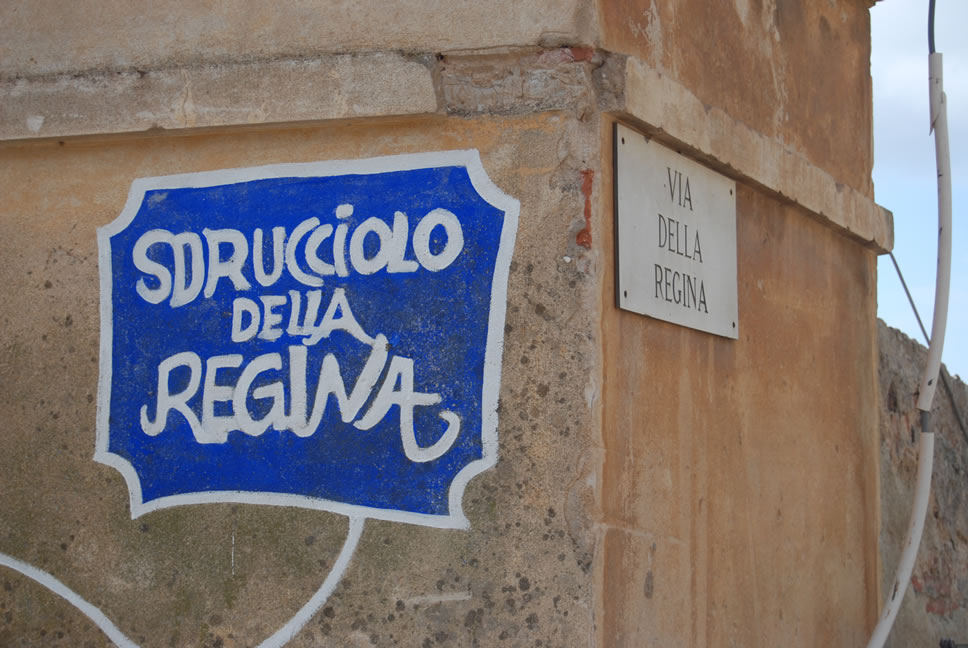 SDRUCCiOLO
DELLA
REGINA
VIA
DELLA
REGINA